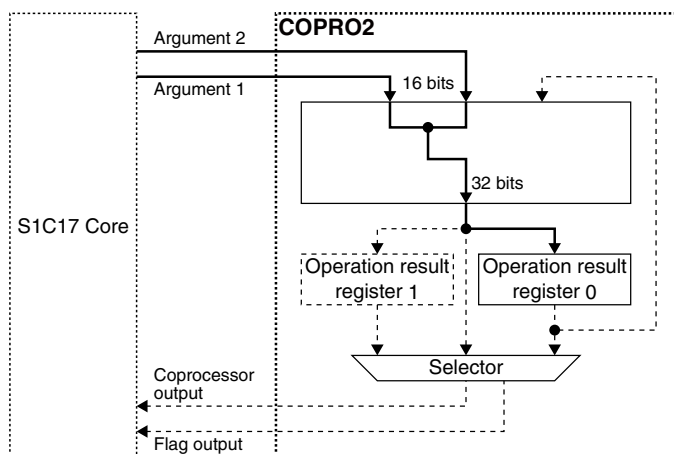 COPRO2
Argument 2
Argument 1
16 bits
32 bits
S1C17 Core
Operation result
register 1
Operation result
register 0
Selector
Coprocessor
output
Flag output